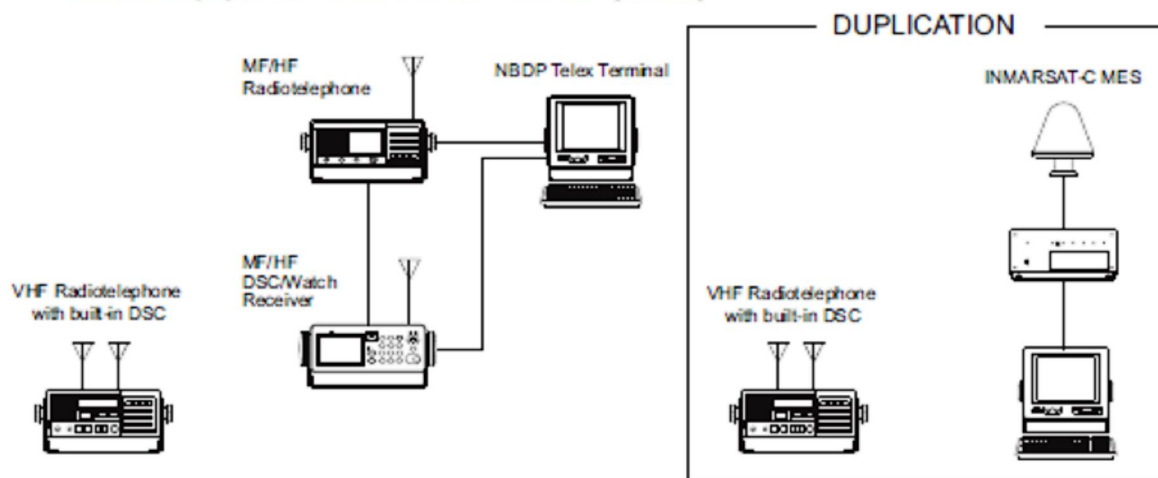 DUPLICATION
MF/HF
Radiotelephone
NBDP Telex Terminal
INMARSAT-C MES
MF/HF
DSC/Watch
Receiver
VHF Radiotelephone
with built-in DSC
VHF Radiotelephone
with built-in DSC